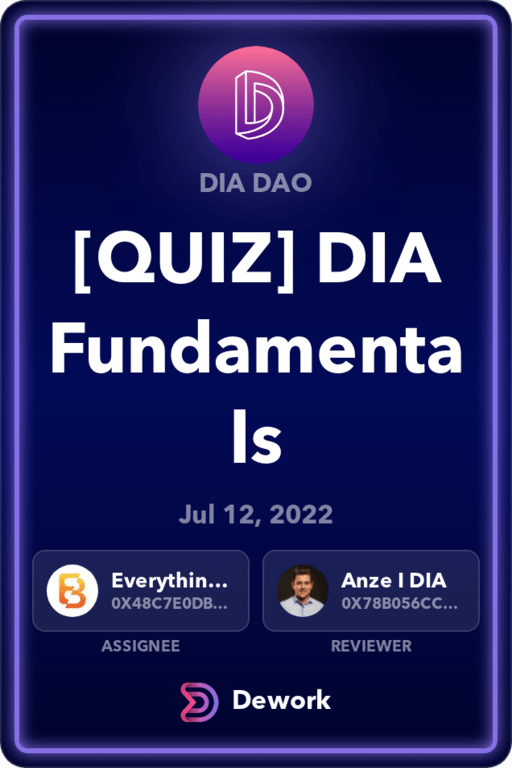 DIA DAO
[QUIZ] DIA
Fundamenta
ls
Jul 12, 2022
Everythin...
0X48C7E0DB...
Anze I DIA
0X78B056CC...
ASSIGNEE
REVIEWER
Dework